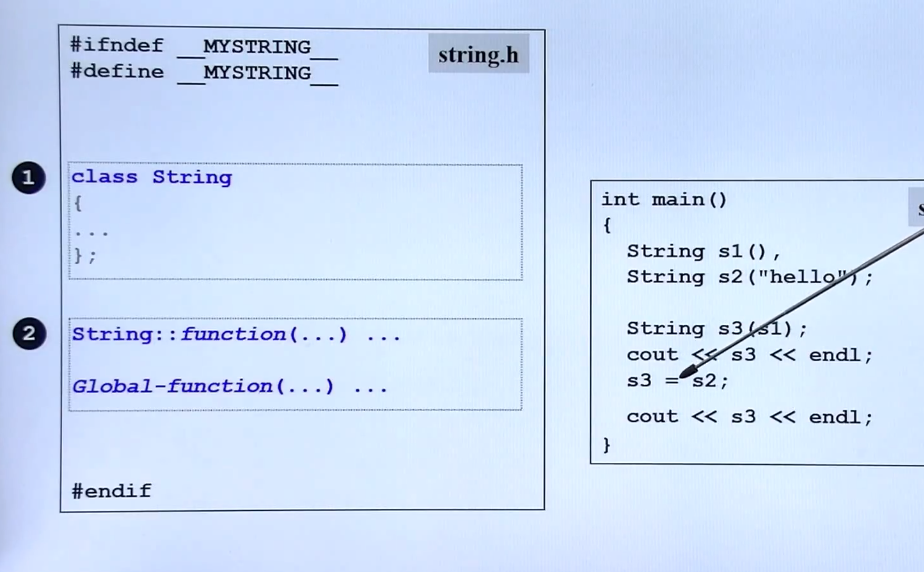 #ifndef __MYSTRING__
string.h
#define __MYSTRING__
1
class String
{
...
};
2
String::function(...) ...
Global-function(...) ...
#endif
int main()
{
String s1(),
String s2("hello");
String s3(s1);
cout << s3 << endl;
s3 = s2;
cout << s3 << endl;
}